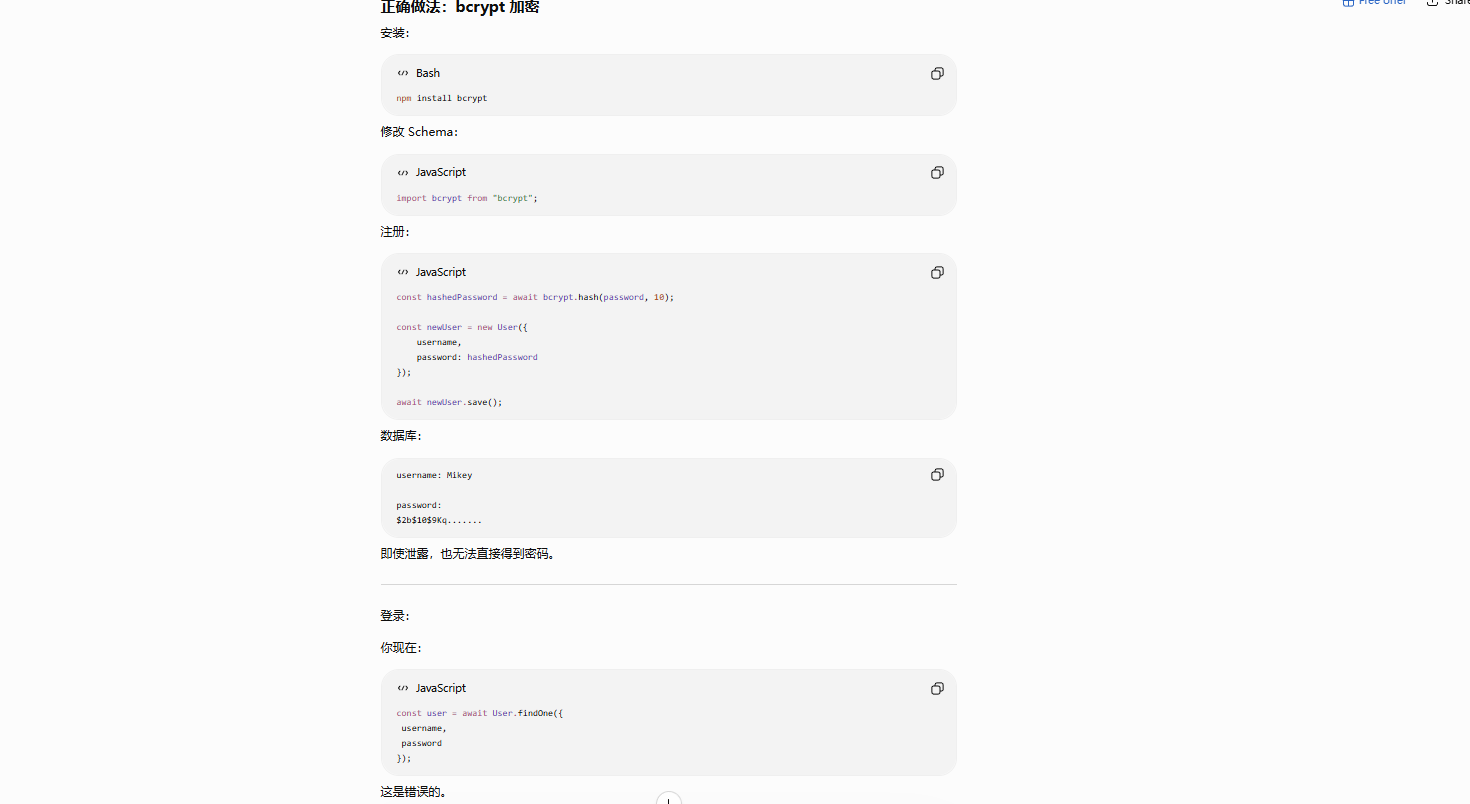 Free offer
Share
正确做法：bcrypt 加密
安装：
Bash
npm install bcrypt
修改 Schema：
JavaScript
import bcrypt from "bcrypt";
注册：
JavaScript
const hashedPassword = await bcrypt.hash(password, 10);
const newUser = new User({
    username,
    password: hashedPassword
});
await newUser.save();
数据库：
username: Mikey
password:
$2b$10$9Kq.......
即使泄露，也无法直接得到密码。
登录：
你现在：
JavaScript
const user = await User.findOne({
 username,
 password
});
这是错误的。